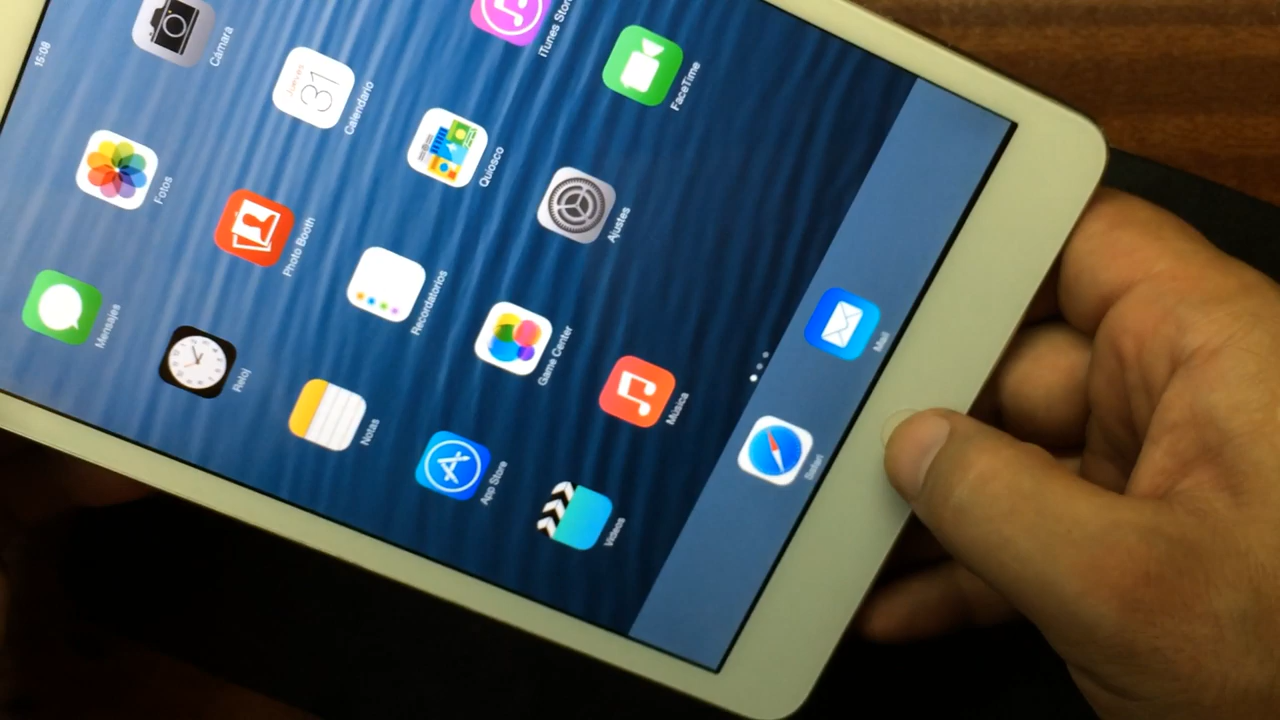 15:08
Mensajes
Fotos
Cámara
Reloj
Photo Booth
Jueves
31
Calendario
Notas
Recordatorios
Quiosco
iTunes Stor
App Store
Game Center
Ajustes
FaceTime
Vídeos
Música
Safari
Mail